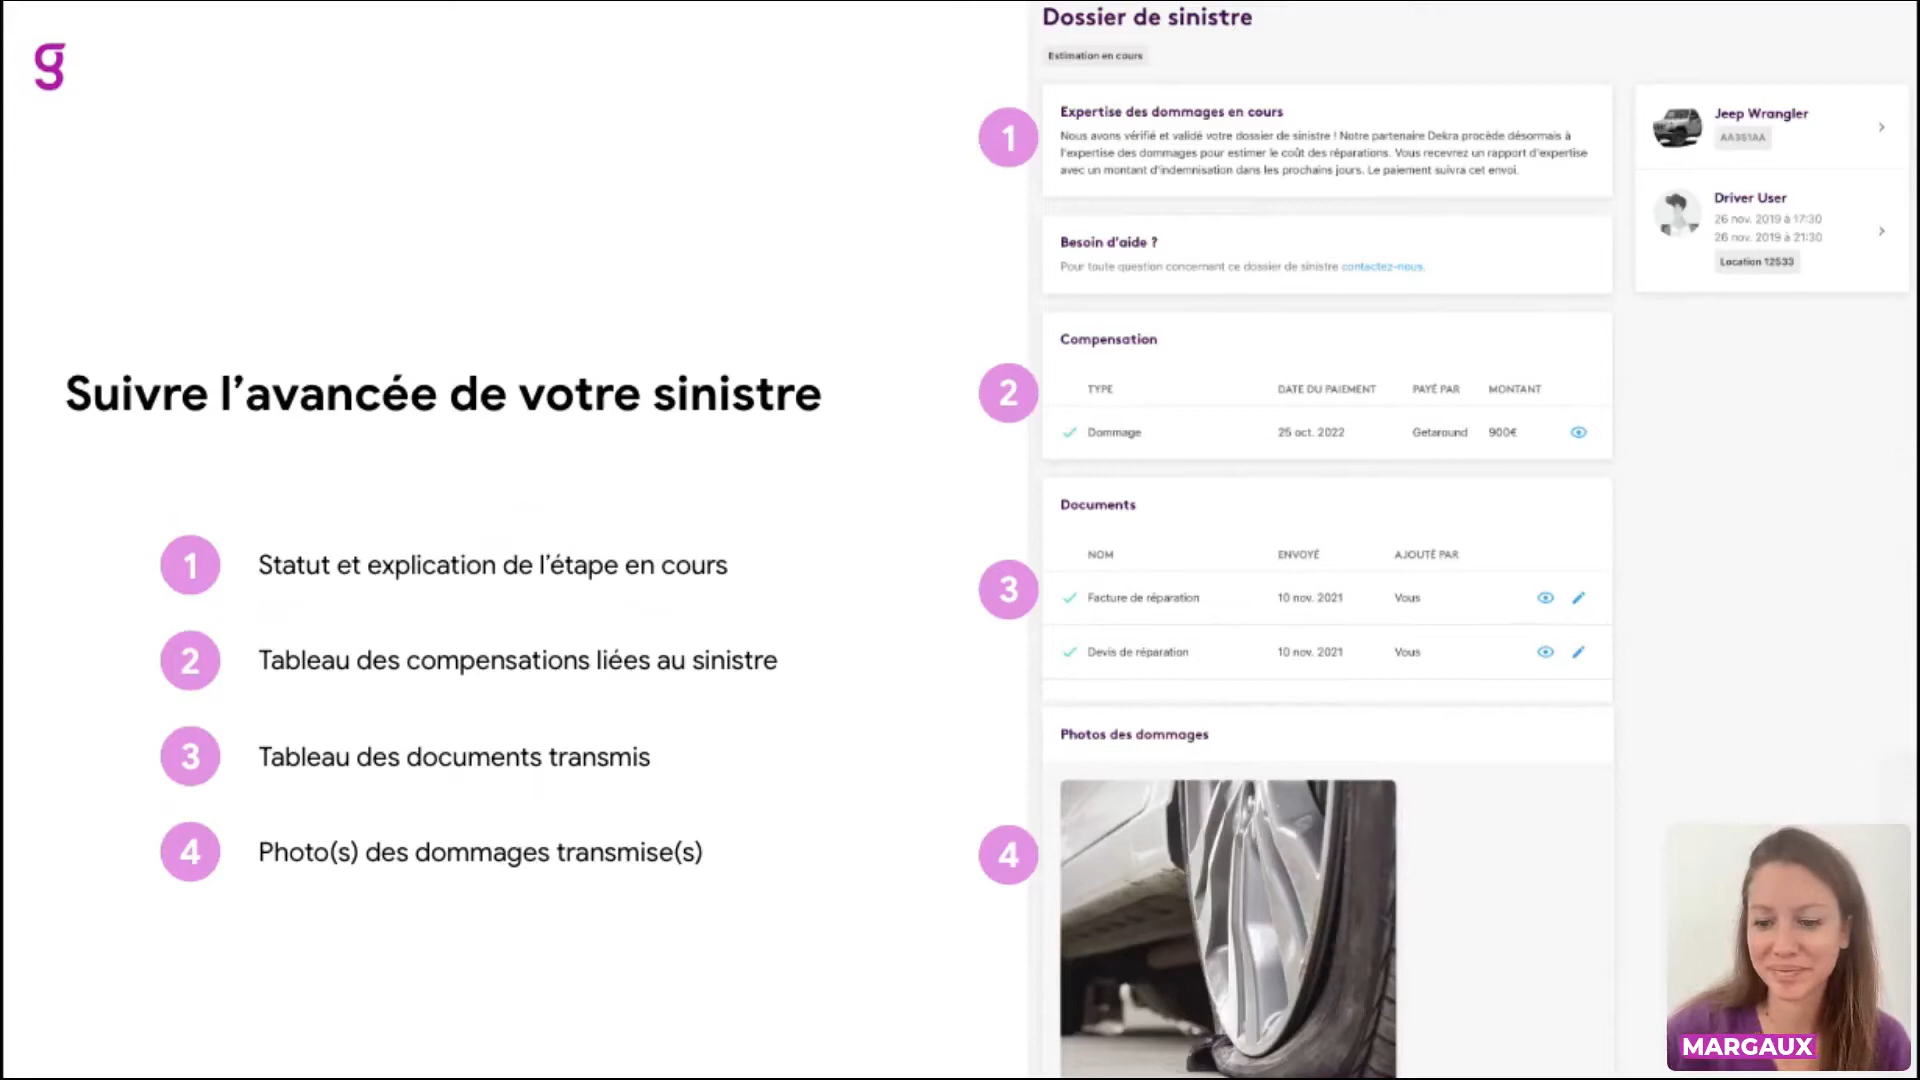 g
Suivre l’avancée de votre sinistre
1 Statut et explication de l’étape en cours
2 Tableau des compensations liées au sinistre
3 Tableau des documents transmis
4 Photo(s) des dommages transmise(s)
Dossier de sinistre
Estimation en cours
1
Expertise des dommages en cours
Nous avons vérifié et validé votre dossier de sinistre ! Notre partenaire Dekra procède désormais à
l'expertise des dommages pour estimer le coût des réparations. Vous recevrez un rapport d'expertise
avec un montant d'indemnisation dans les prochains jours. Le paiement suivra cet envoi.
Besoin d'aide ?
Pour toute question concernant ce dossier de sinistre contactez-nous.
2
Compensation
TYPE DATE DU PAIEMENT PAYÉ PAR MONTANT
Dommage 25 oct. 2022 Getaround 900€
3
Documents
NOM ENVOYÉ AJOUTÉ PAR
Facture de réparation 10 nov. 2021 Vous
Devis de réparation 10 nov. 2021 Vous
4
Photos des dommages
Jeep Wrangler
AA351AA
Driver User
26 nov. 2019 à 17:30
26 nov. 2019 à 21:30
Location 12533
MARGAUX